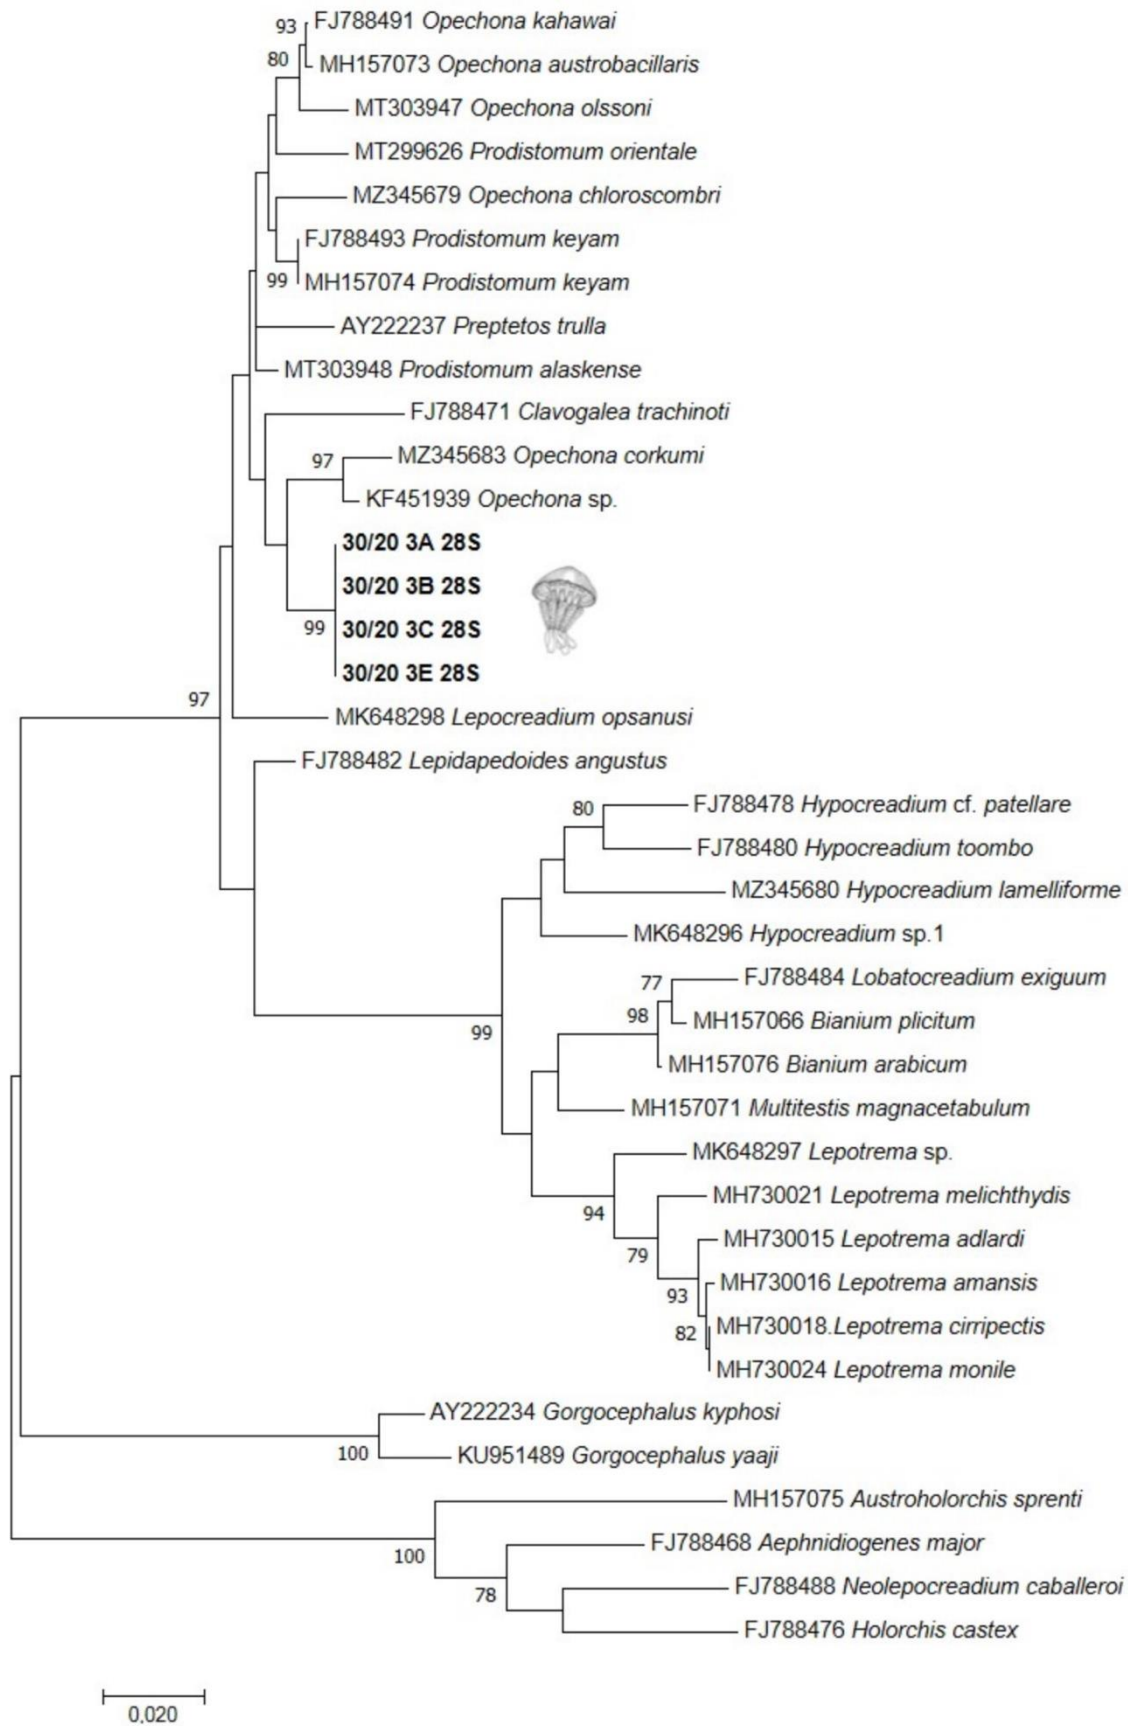 93 FJ788491 Opechona kahawai
80 MH157073 Opechona austrobacillaris
MT303947 Opechona olssoni
MT299626 Prodistomum orientale
MZ345679 Opechona chloroscombri
FJ788493 Prodistomum keyam
99 MH157074 Prodistomum keyam
AY222237 Preptetos trulla
MT303948 Prodistomum alaskense
FJ788471 Clavogalea trachinoti
97 MZ345683 Opechona corkumi
KF451939 Opechona sp.
30/20 3A 28S
30/20 3B 28S
99 30/20 3C 28S
30/20 3E 28S
97
MK648298 Lepocreadium opsanusi
FJ788482 Lepidapedoides angustus
80 FJ788478 Hypocreadium cf. patellare
FJ788480 Hypocreadium toombo
MZ345680 Hypocreadium lamelliforme
MK648296 Hypocreadium sp.1
77 FJ788484 Lobatocreadium exiguum
98 MH157066 Bianium plicitum
99
MH157076 Bianium arabicum
MH157071 Multitestis magnacetabulum
MK648297 Lepotrema sp.
MH730021 Lepotrema melichthydis
94
MH730015 Lepotrema adlardi
79
MH730016 Lepotrema amansis
93
82 MH730018.Lepotrema cirripectis
MH730024 Lepotrema monile
AY222234 Gorgocephalus kyphosi
100 KU951489 Gorgocephalus yaaji
MH157075 Austroholorchis sprenti
FJ788468 Aephnidiogenes major
100
FJ788488 Neolepocreadium caballeroi
78
FJ788476 Holorchis castex
0,020